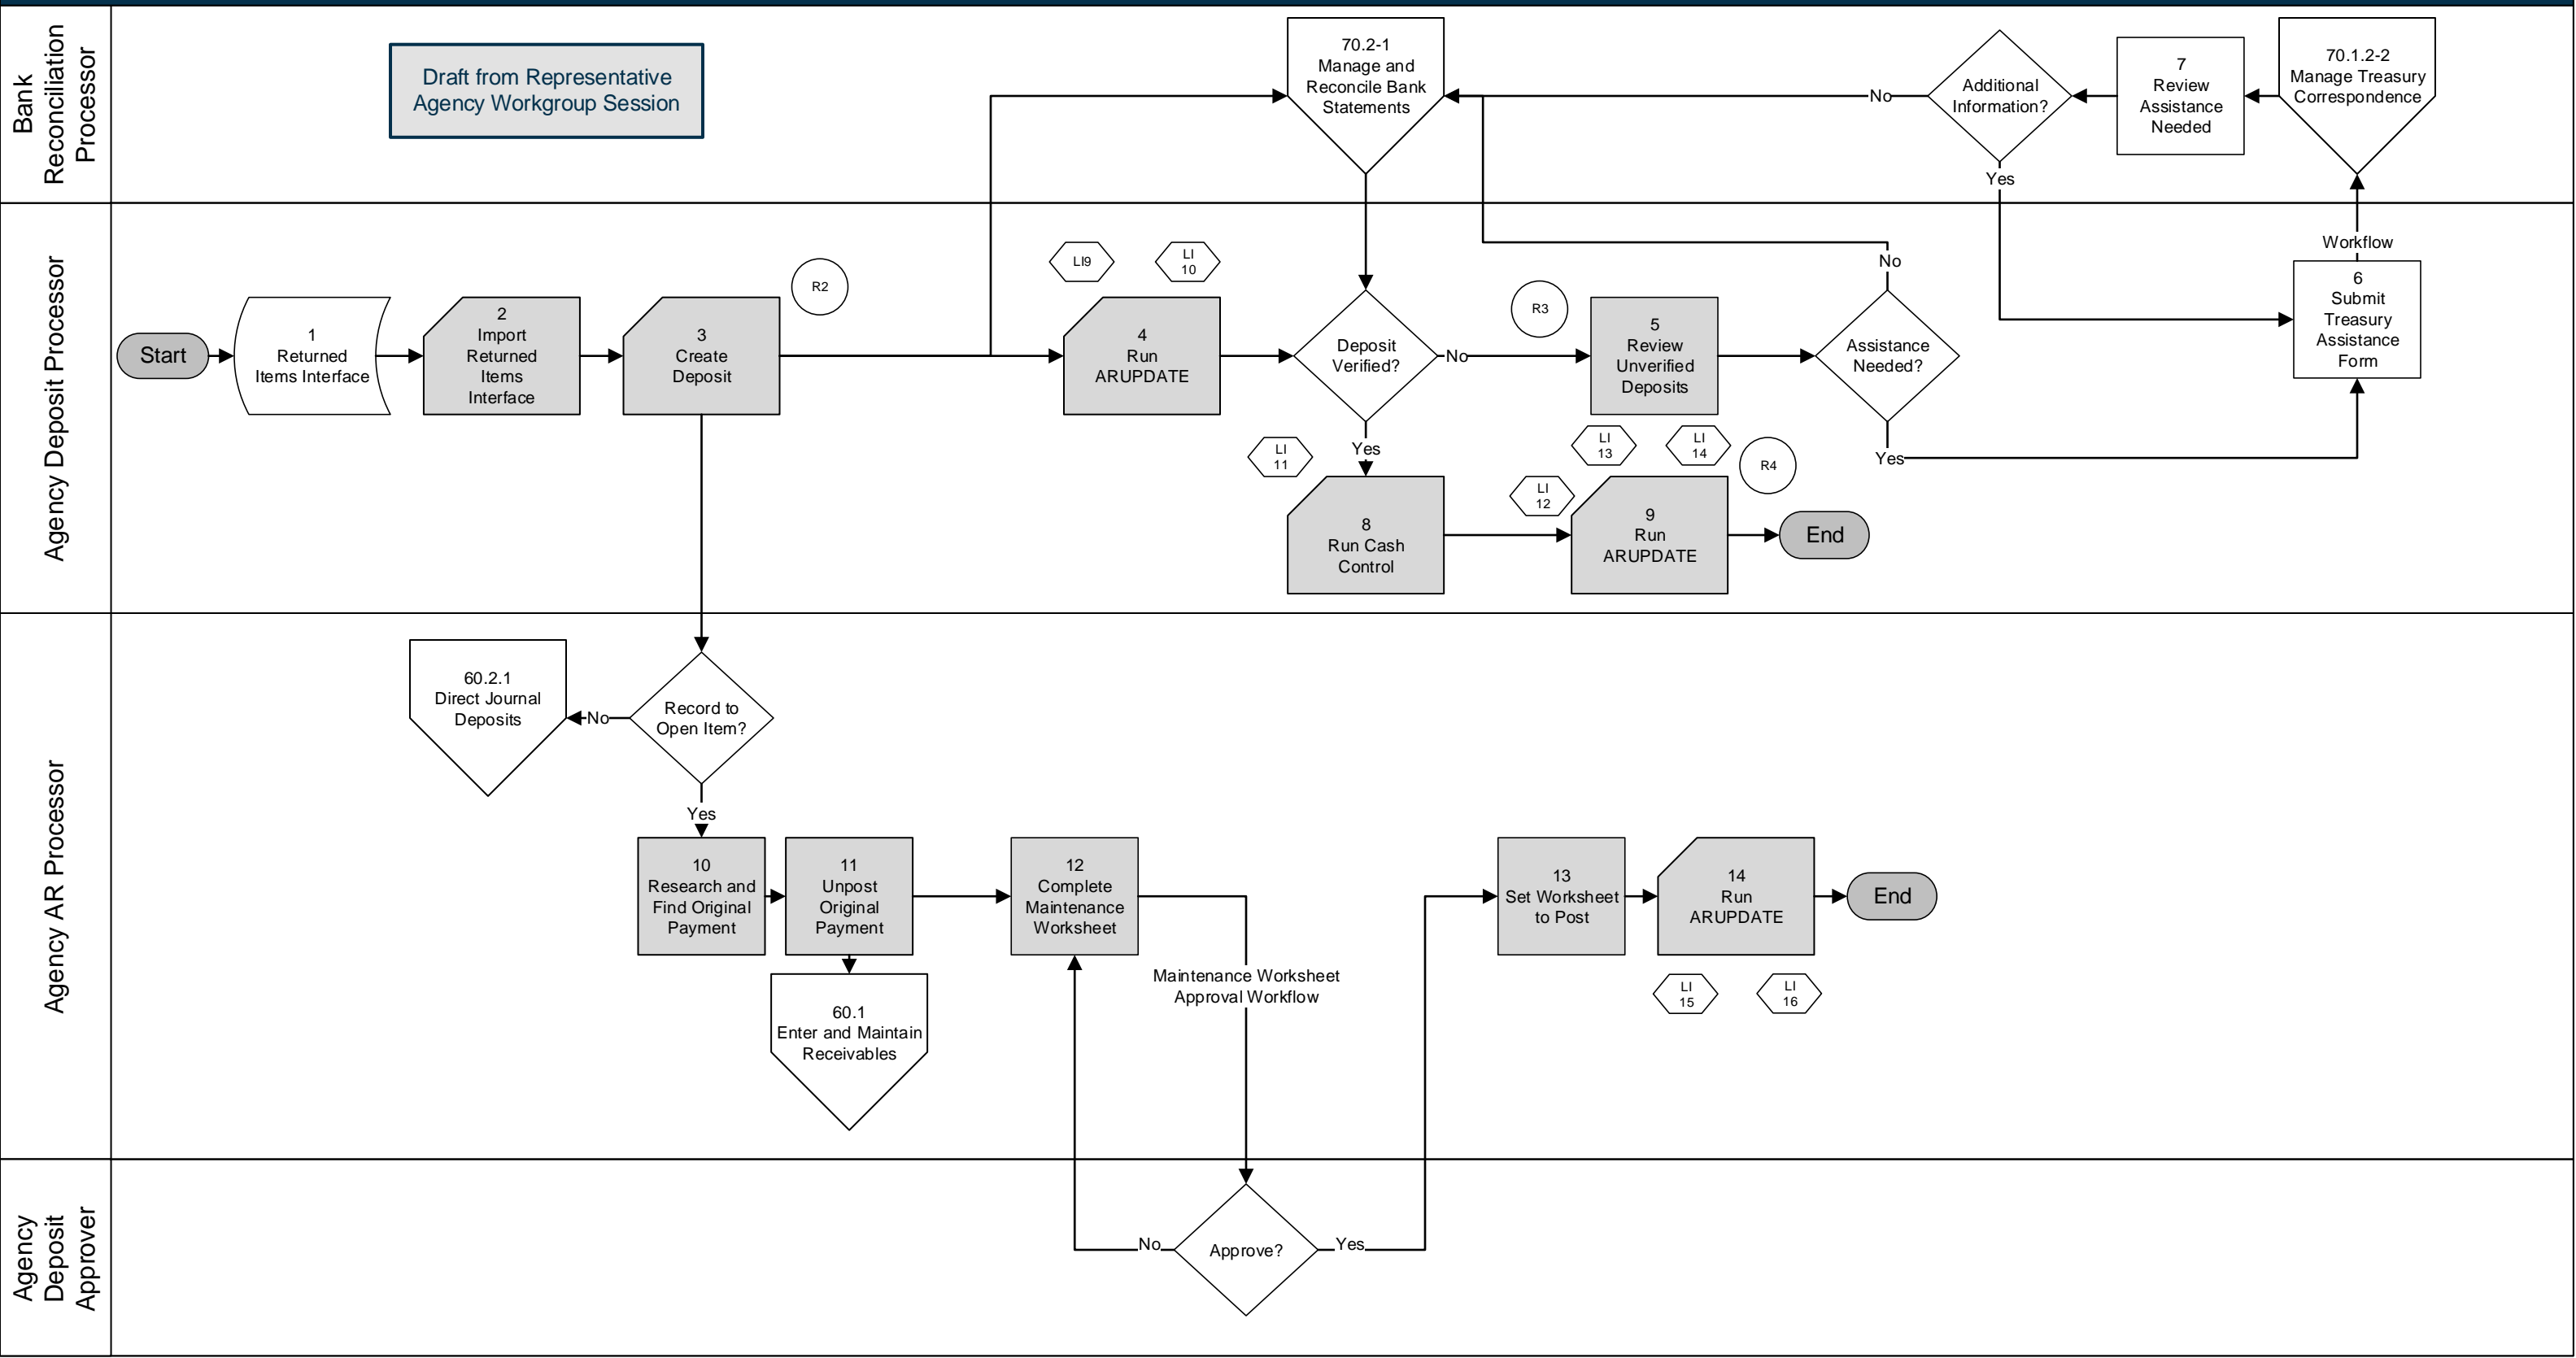 Bank
Reconciliation
Processor
Draft from Representative
Agency Workgroup Session
70.2-1
Manage and
Reconcile Bank
Statements
No
Additional
Information?
Yes
7
Review
Assistance
Needed
70.1.2-2
Manage Treasury
Correspondence
Agency Deposit Processor
Start
1
Returned
Items Interface
2
Import
Returned
Items
Interface
3
Create
Deposit
R2
LI9
LI
10
4
Run
ARUPDATE
Deposit
Verified?
No
R3
5
Review
Unverified
Deposits
No
Assistance
Needed?
Yes
Workflow
6
Submit
Treasury
Assistance
Form
Yes
LI
11
8
Run Cash
Control
LI
12
LI
13
LI
14
R4
9
Run
ARUPDATE
End
Agency AR Processor
60.2.1
Direct Journal
Deposits
No
Record to
Open Item?
Yes
10
Research and
Find Original
Payment
11
Unpost
Original
Payment
12
Complete
Maintenance
Worksheet
60.1
Enter and Maintain
Receivables
Maintenance Worksheet
Approval Workflow
13
Set Worksheet
to Post
14
Run
ARUPDATE
End
LI
15
LI
16
Agency
Deposit
Approver
No
Approve?
Yes